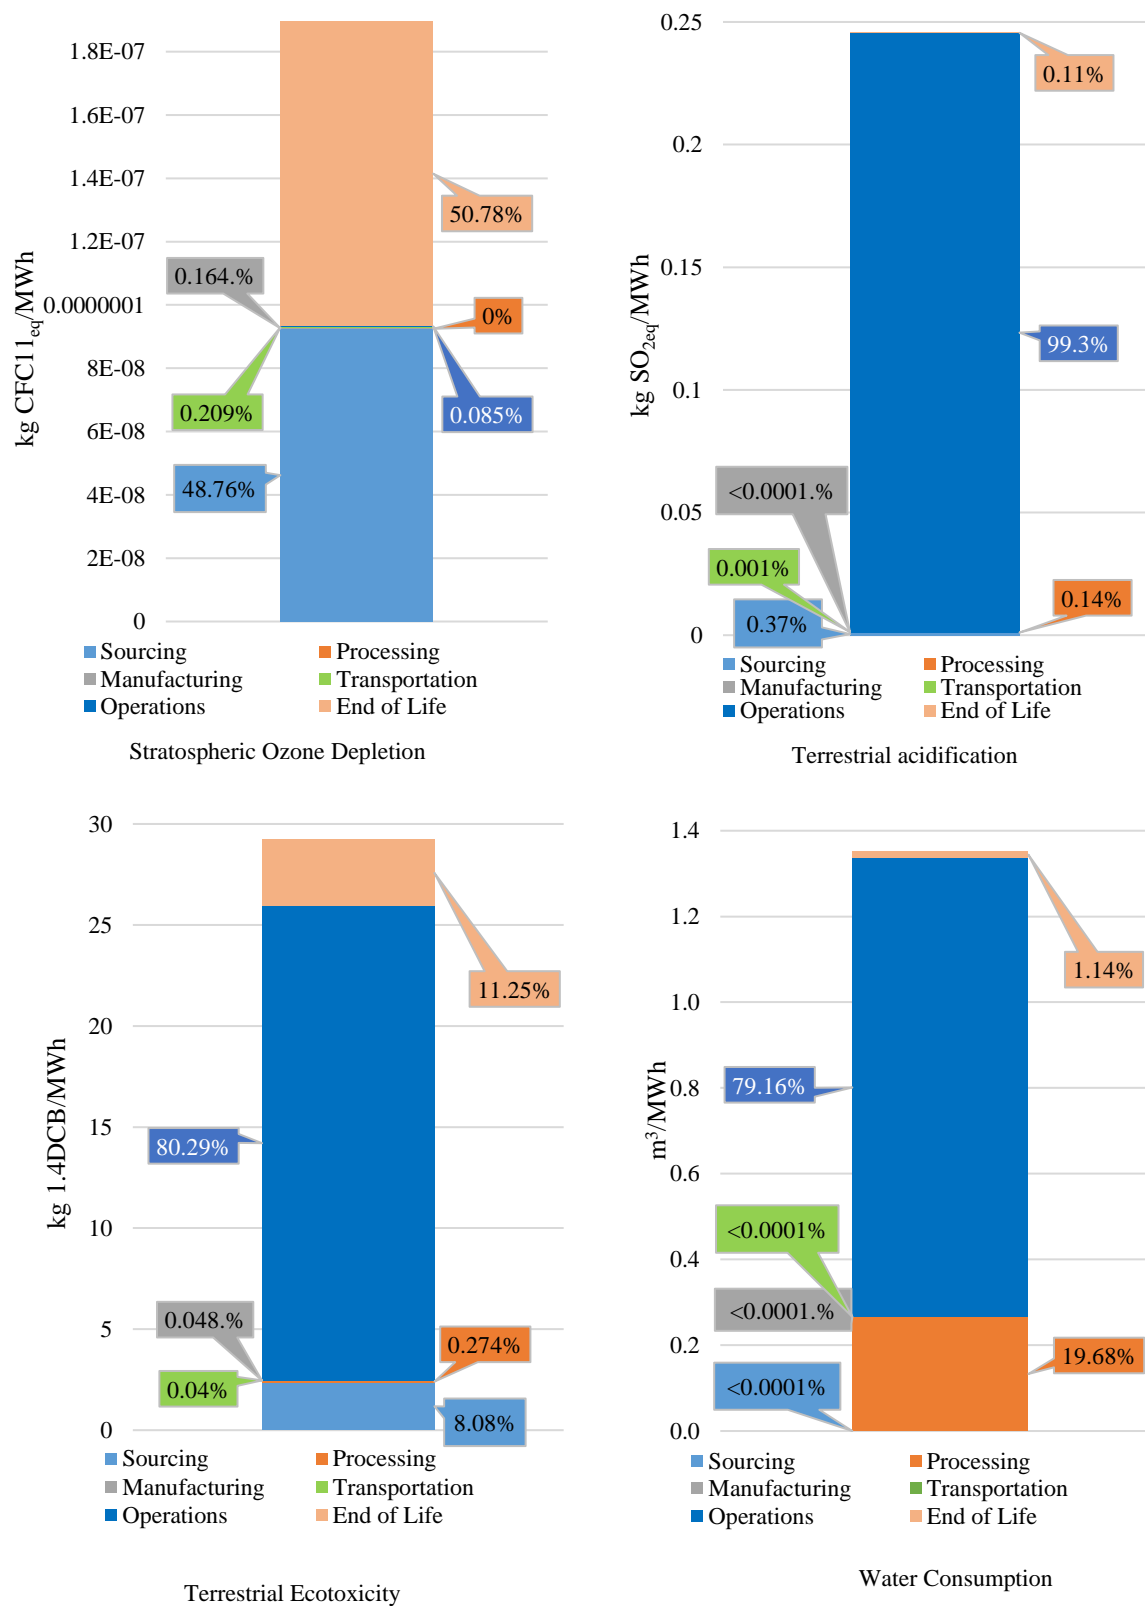 1.8E-07
1.6E-07
1.4E-07
1.2E-07
0.0000001
8E-08
6E-08
4E-08
2E-08
0
kg CFC11eq/MWh
50.78%
0.164.%
0%
0.209%
0.085%
48.76%
Sourcing
Processing
Manufacturing
Transportation
Operations
End of Life
Stratospheric Ozone Depletion
0.25
0.2
0.15
0.1
0.05
0
kg SO2eq/MWh
0.11%
99.3%
<0.0001.%
0.001%
0.37%
0.14%
Sourcing
Processing
Manufacturing
Transportation
Operations
End of Life
Terrestrial acidification
30
25
20
15
10
5
0
kg 1.4DCB/MWh
11.25%
80.29%
0.048.%
0.274%
0.04%
8.08%
Sourcing
Processing
Manufacturing
Transportation
Operations
End of Life
Terrestrial Ecotoxicity
1.4
1.2
1.0
0.8
0.6
0.4
0.2
0.0
m³/MWh
1.14%
79.16%
<0.0001%
<0.0001.%
19.68%
<0.0001%
Sourcing
Processing
Manufacturing
Transportation
Operations
End of Life
Water Consumption